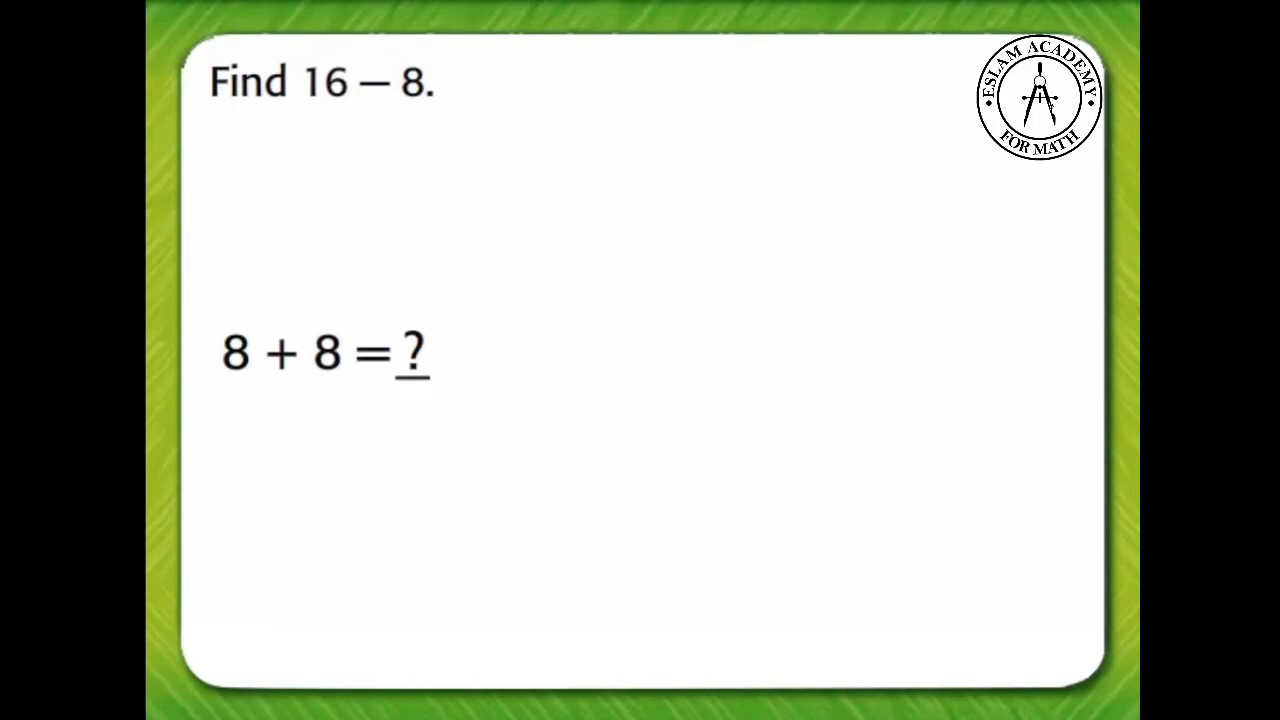 Find 16 – 8.
ESLAM ACADEMY
FOR MATH
8 + 8 = ?